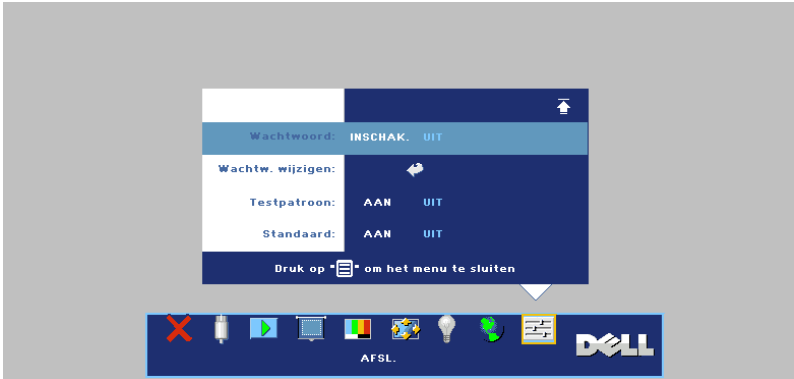 Wachtwoord: INSCHAK. UIT
Wachtw. wijzigen:
Testpatroon: AAN UIT
Standaard: AAN UIT
Druk op "" om het menu te sluiten
AFSL.
DELL